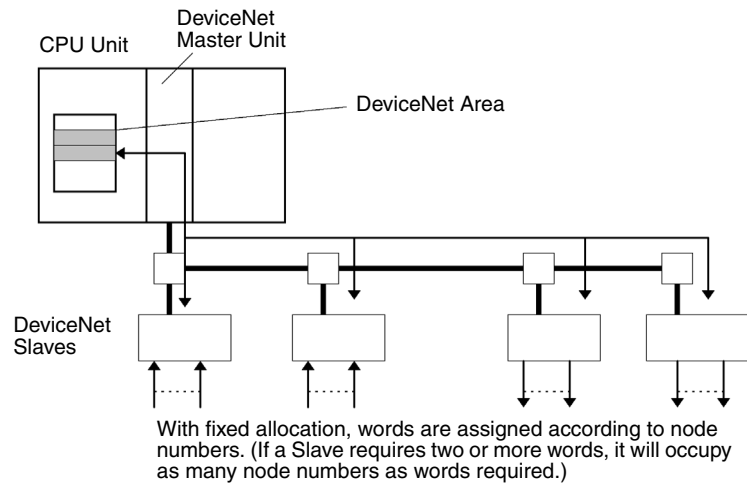 DeviceNet
Master Unit
CPU Unit
DeviceNet Area
DeviceNet
Slaves
With fixed allocation, words are assigned according to node
numbers. (If a Slave requires two or more words, it will occupy
as many node numbers as words required.)